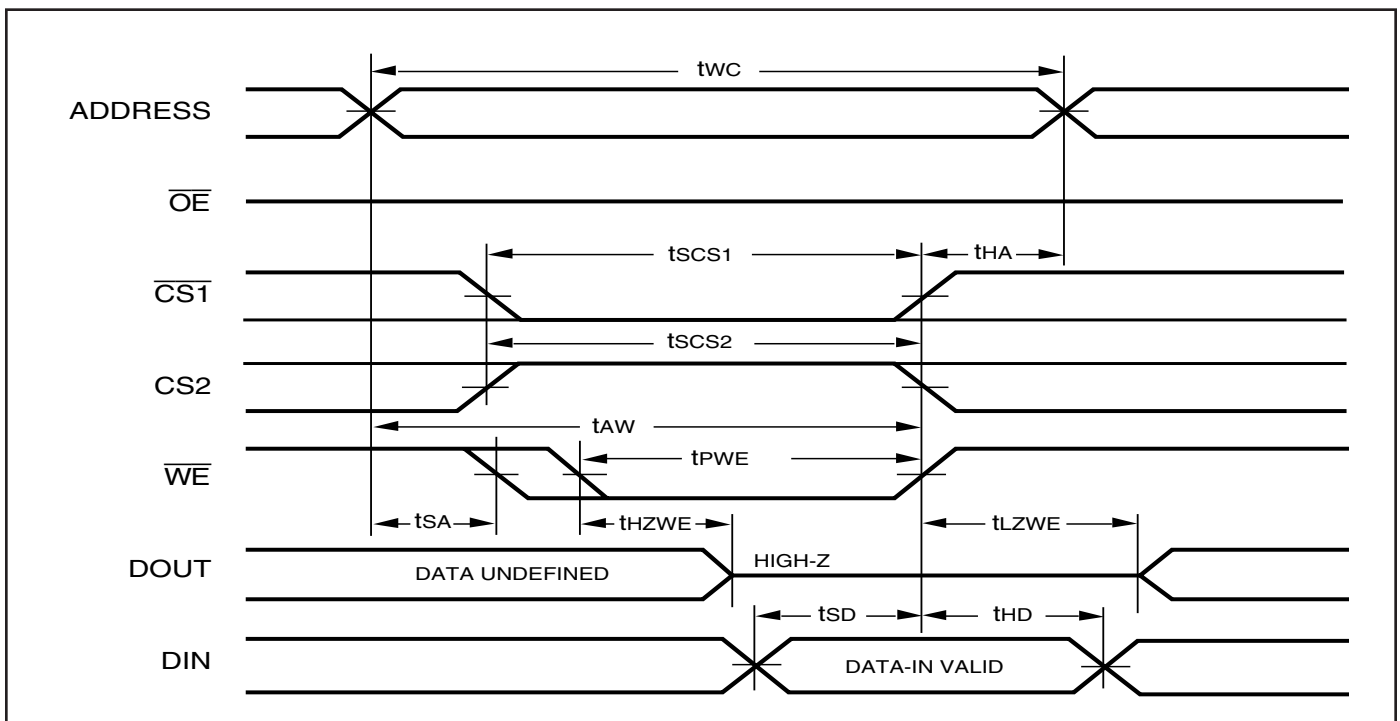 tWC
ADDRESS
OE
tSCS1
tHA
CS1
tSCS2
CS2
tAW
WE
tPWE
tSA
tHZWE
tLZWE
DOUT
DATA UNDEFINED
HIGH-Z
tSD
tHD
DIN
DATA-IN VALID